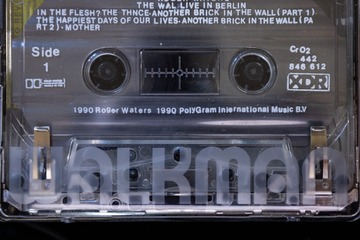 THE WALL LIVE IN BERLIN
IN THE FLESH? THE THNCE-ANOTHER BRICK IN THE WALL (PART 1)
THE HAPPIEST DAYS OF OUR LIVES-ANOTHER BRICK IN THE WALL (PA
RT 2)-MOTHER
Side
1
CrO2
442
846 612
XDR
1990 Roger Waters 1990 PolyGram International Music B.V
WALKMAN